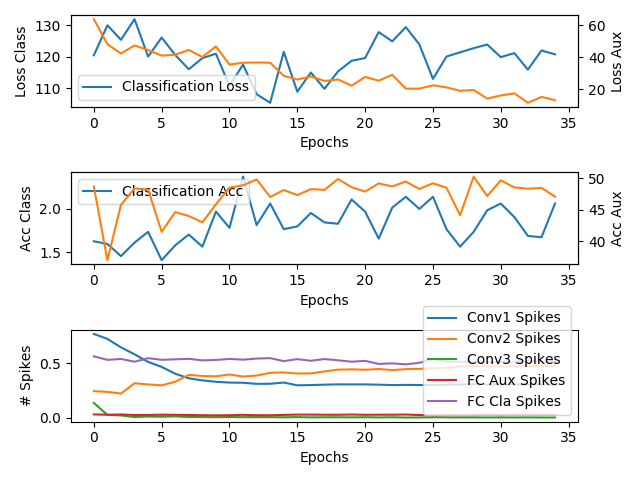 130
120
110
Loss Class
60
40
20
Loss Aux
Classification Loss
0 5 10 15 20 25 30 35
Epochs
2.0
1.5
Acc Class
50
45
40
Acc Aux
Classification Acc
0 5 10 15 20 25 30 35
Epochs
0.5
0.0
# Spikes
Conv1 Spikes
Conv2 Spikes
Conv3 Spikes
FC Aux Spikes
FC Cla Spikes
0 5 10 15 20 25 30 35
Epochs